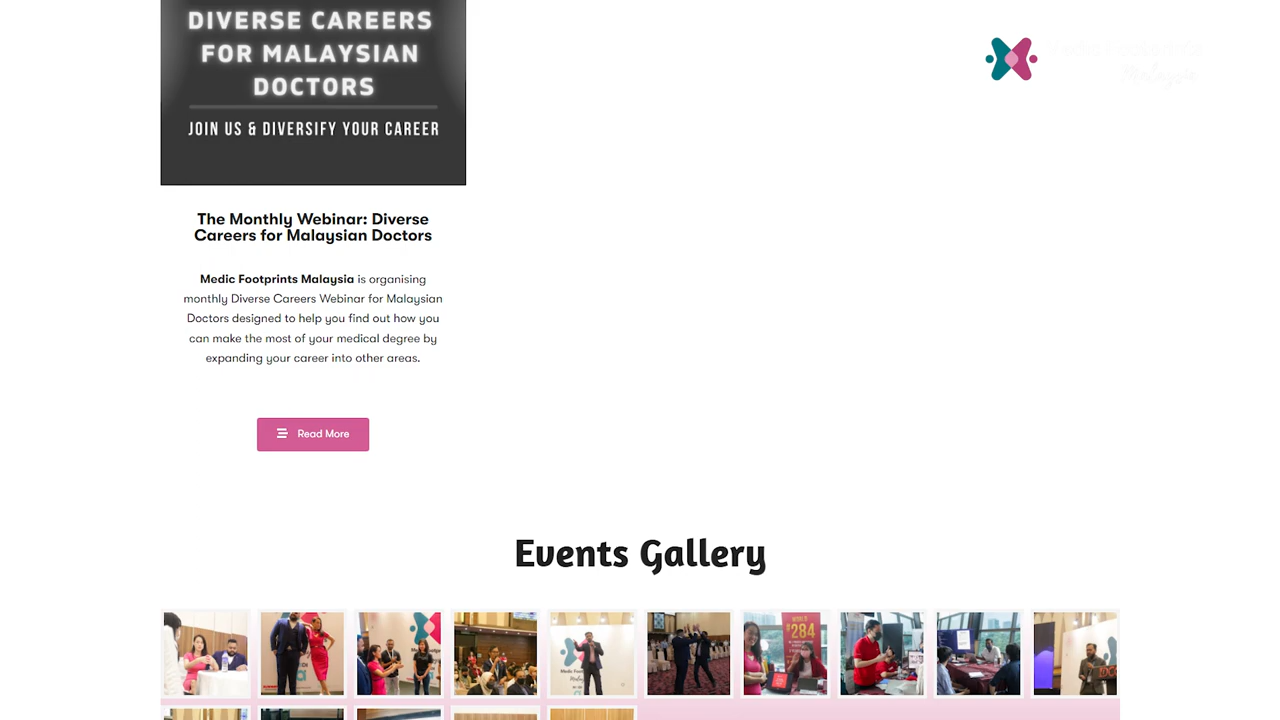 DIVERSE CAREERS
FOR MALAYSIAN
DOCTORS
JOIN US & DIVERSIFY YOUR CAREER
The Monthly Webinar: Diverse
Careers for Malaysian Doctors
Medic Footprints Malaysia is organising
monthly Diverse Careers Webinar for Malaysian
Doctors designed to help you find out how you
can make the most of your medical degree by
expanding your career into other areas.
Read More
Events Gallery
WORLD
#284